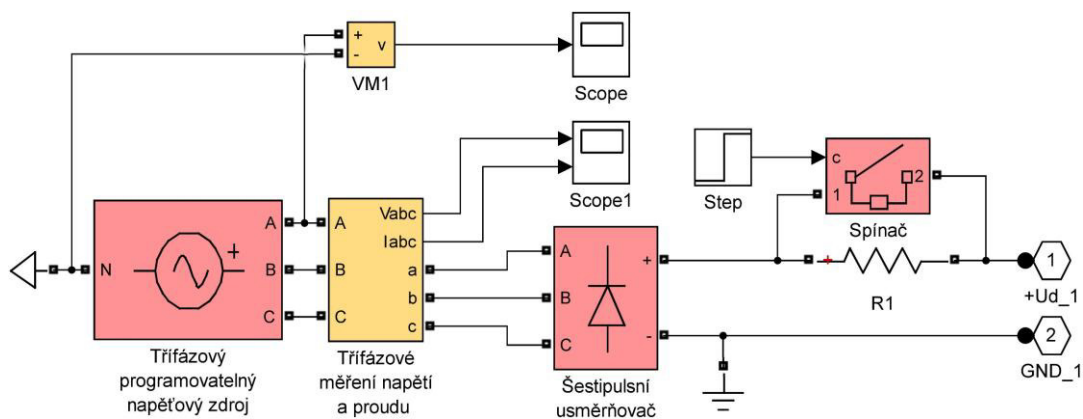 +
-
v
VM1
Scope
Scope1
Step
c
1
2
Spínač
N
+
A
B
C
Třífázový
programovatelný
napěťový zdroj
A
B
C
Vabc
Iabc
a
b
c
Třífázové
měření napětí
a proudu
A
B
C
+
-
Šestipulsní
usměrňovač
+
R1
1
+Ud_1
2
GND_1